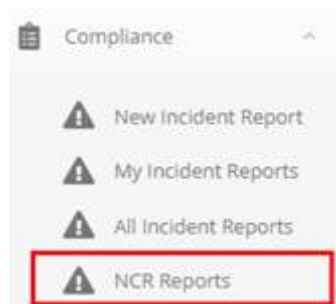 Compliance
New Incident Report
My Incident Reports
All Incident Reports
NCR Reports